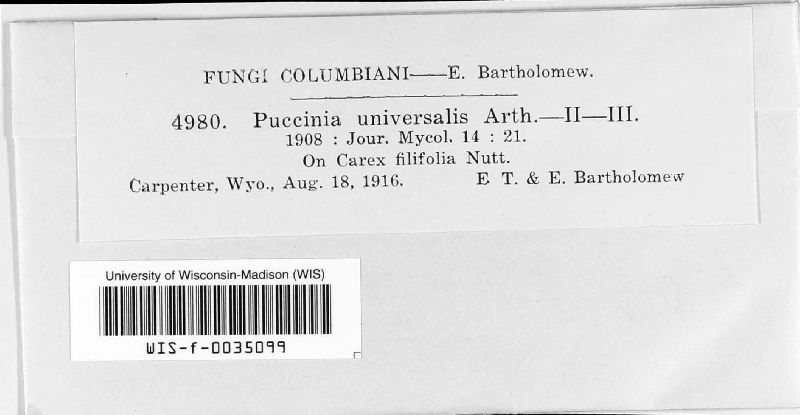 FUNGI COLUMBIANI—E. Bartholomew.
4980. Puccinia universalis Arth.—II—III.
1908 : Jour. Mycol. 14 : 21.
On Carex filifolia Nutt.
Carpenter, Wyo., Aug. 18, 1916. E. T. & E. Bartholomew
University of Wisconsin-Madison (WIS)
WIS-f-0035099